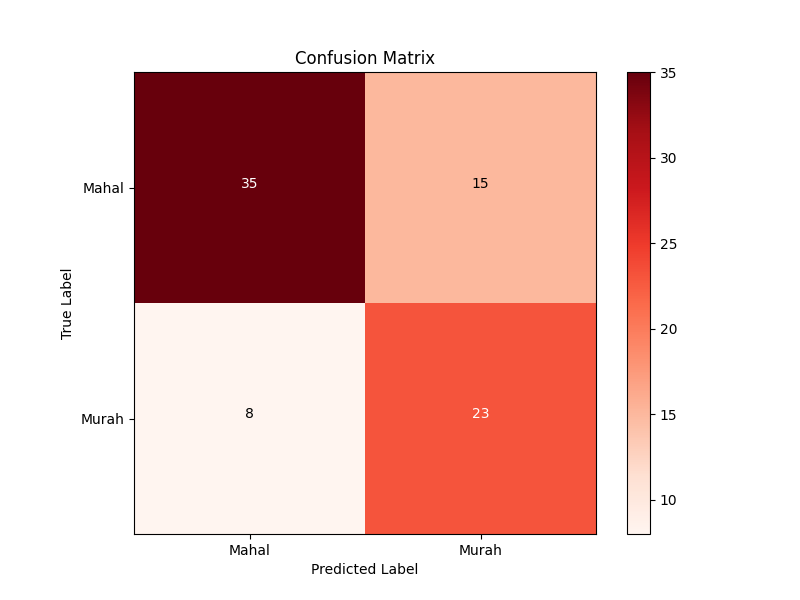 Confusion Matrix
True Label
Mahal
Murah
35
15
8
23
Mahal
Murah
Predicted Label
35
30
25
20
15
10